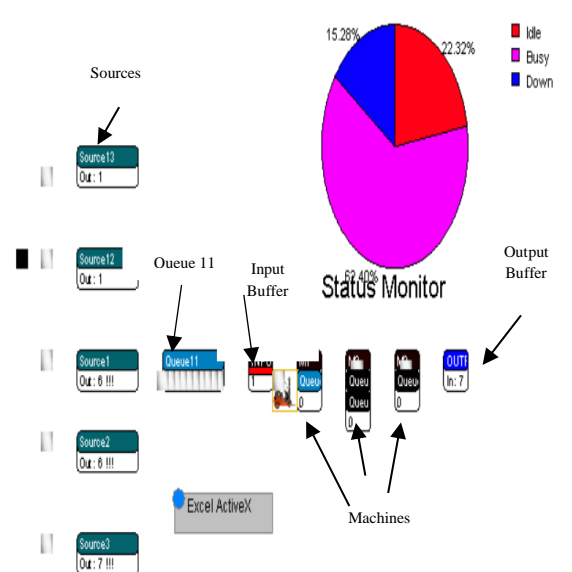 15.28%
22.32%
Idle
Busy
Down
Sources
Source13
Out: 1
62.40%
Status Monitor
Source12
Out: 1
Oueue 11
Input
Buffer
Output
Buffer
Source1
Out: 6 !!!
Queue11
1
Queu
0
Queu
Queu
0
Queu
0
OUTF
In: 7
Source2
Out: 6 !!!
Excel ActiveX
Machines
Source3
Out: 7 !!!